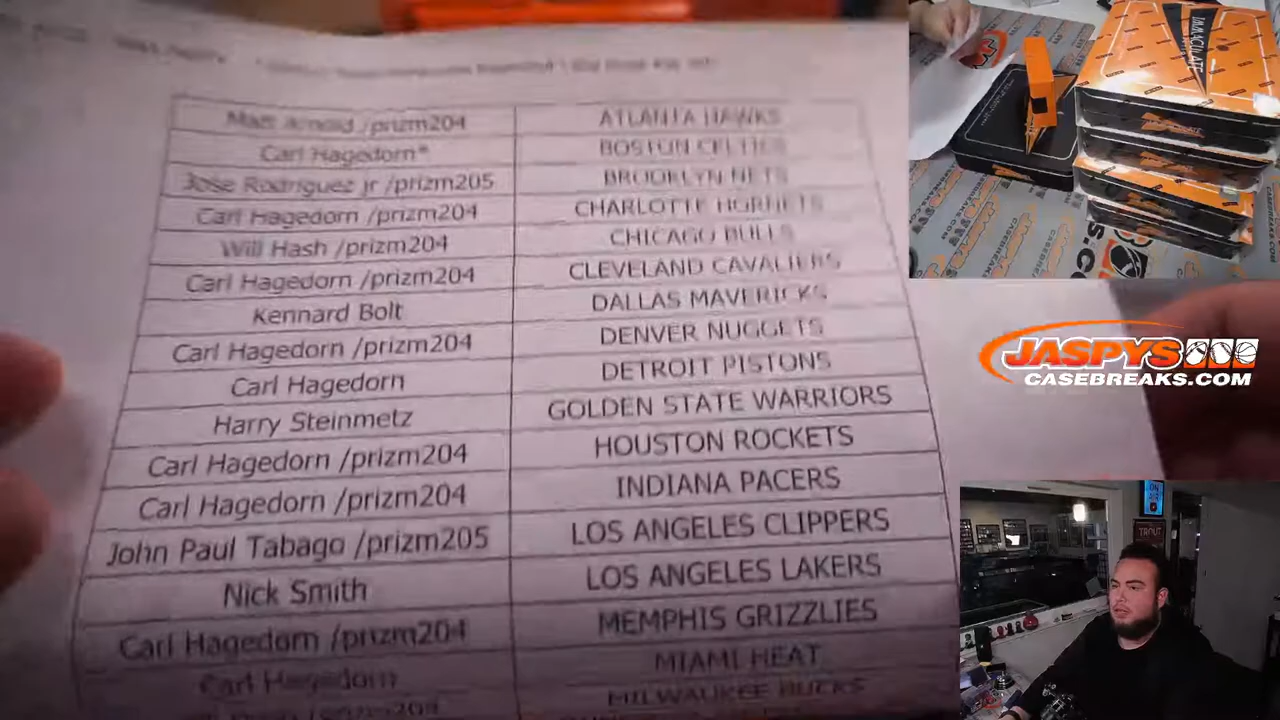 Matt Arnold /prizm204 ATLANTA HAWKS
Carl Hagedorn* BOSTON CELTICS
Jose Rodriguez jr /prizm205 BROOKLYN NETS
Carl Hagedorn /prizm204 CHARLOTTE HORNETS
Will Hash /prizm204 CHICAGO BULLS
Carl Hagedorn /prizm204 CLEVELAND CAVALIERS
Kennard Bolt DALLAS MAVERICKS
Carl Hagedorn /prizm204 DENVER NUGGETS
Carl Hagedorn DETROIT PISTONS
Harry Steinmetz GOLDEN STATE WARRIORS
Carl Hagedorn /prizm204 HOUSTON ROCKETS
Carl Hagedorn /prizm204 INDIANA PACERS
John Paul Tabago /prizm205 LOS ANGELES CLIPPERS
Nick Smith LOS ANGELES LAKERS
Carl Hagedorn /prizm204 MEMPHIS GRIZZLIES
Carl Hagedorn MIAMI HEAT
MILWAUKEE BUCKS
IMMACULATE
JASPYS
CASEBREAKS.COM
TROUT